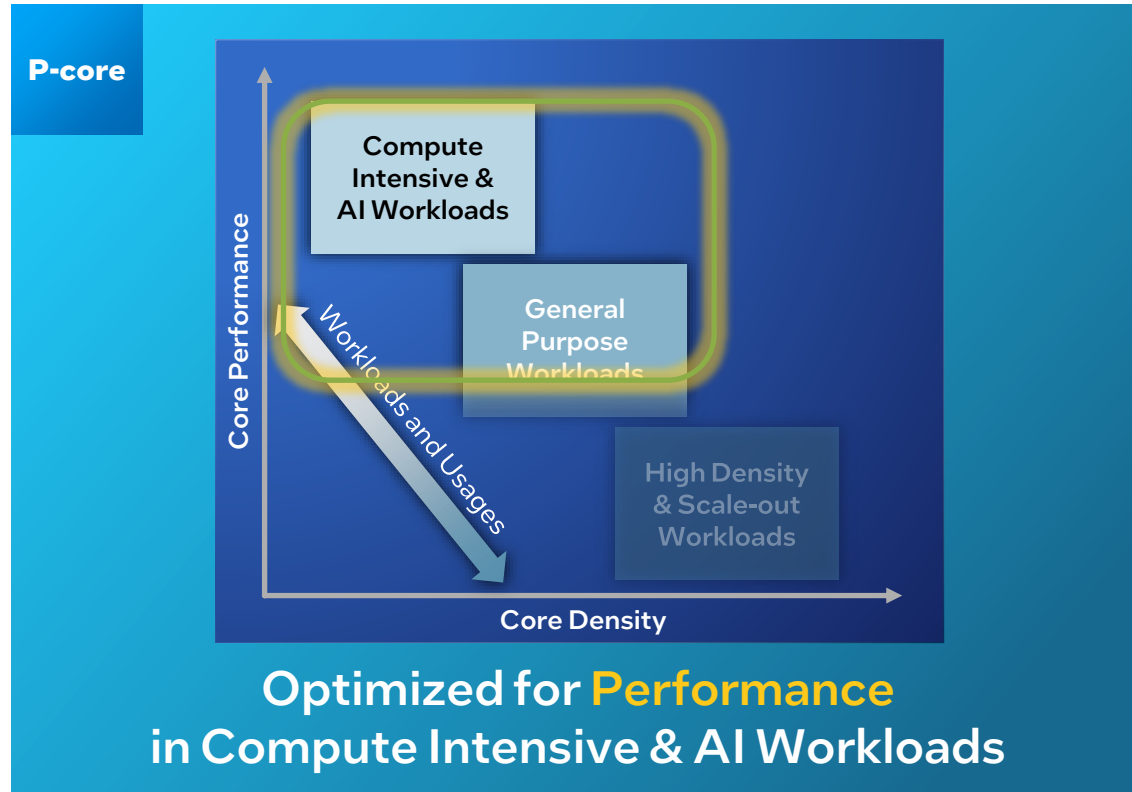 P-core
Compute
Intensive &
AI Workloads
General
Purpose
Workloads
High Density
& Scale-out
Workloads
Workloads and Usages
Core Performance
Core Density
Optimized for Performance
in Compute Intensive & AI Workloads